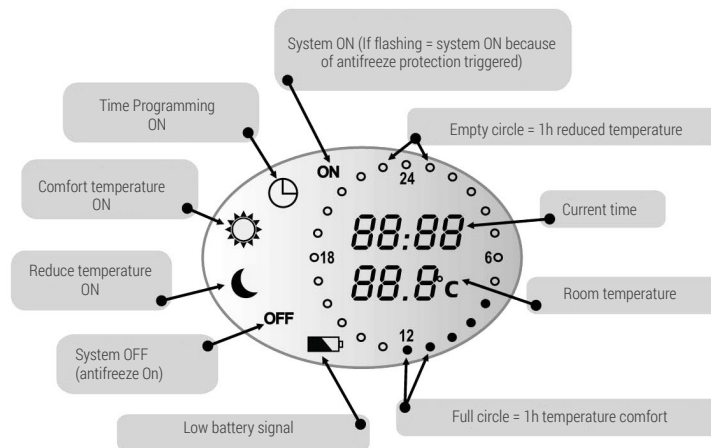 System ON (If flashing = system ON because
of antifreeze protection triggered)
Time Programming
ON
Empty circle = 1h reduced temperature
ON
24
Comfort temperature
ON
88:88
Current time
18
6
Reduce temperature
ON
88.8°c
Room temperature
OFF
12
System OFF
(antifreeze On)
Low battery signal
Full circle = 1h temperature comfort